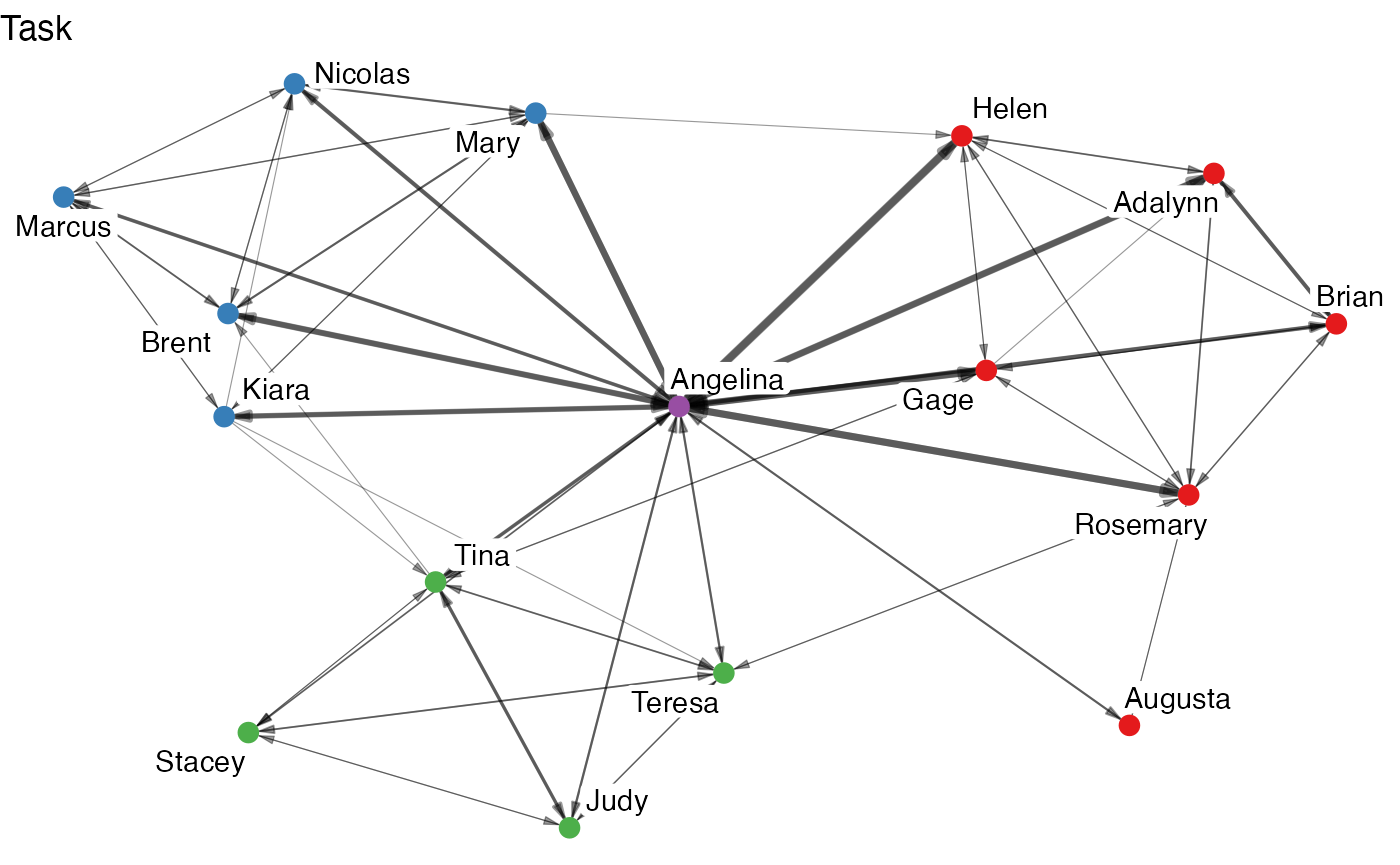 Task
Nicolas
Helen
Mary
Adalynn
Marcus
Brian
Brent
Angelina
Kiara
Gage
Rosemary
Tina
Augusta
Teresa
Stacey
Judy